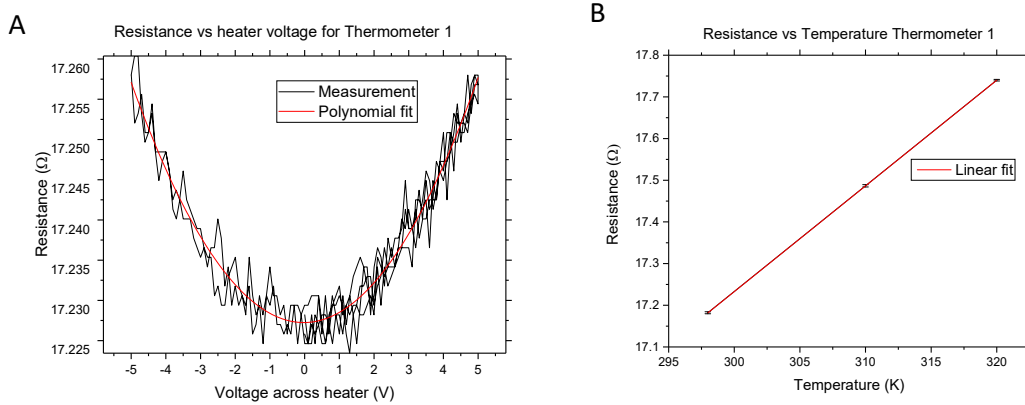 A
Resistance vs heater voltage for Thermometer 1
17.260
17.255
17.250
17.245
17.240
17.235
17.230
17.225
Resistance (Ω)
Measurement
Polynomial fit
-5 -4 -3 -2 -1 0 1 2 3 4 5
Voltage across heater (V)
B
Resistance vs Temperature Thermometer 1
17.8
17.7
17.6
17.5
17.4
17.3
17.2
17.1
Resistance (Ω)
Linear fit
295 300 305 310 315 320
Temperature (K)